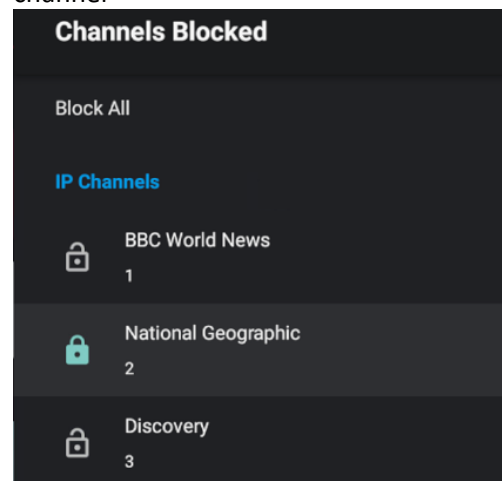 Channels Blocked
Block All
IP Channels
BBC World News
1
National Geographic
2
Discovery
3